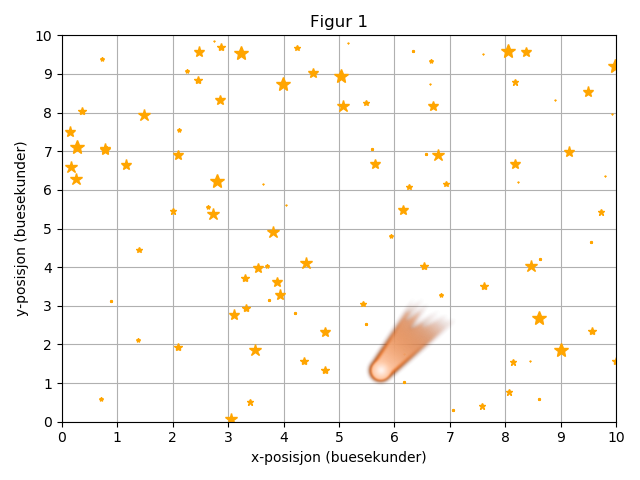 Figur 1
10
9
8
7
6
5
4
3
2
1
0
y-posisjon (buesekunder)
0 1 2 3 4 5 6 7 8 9 10
x-posisjon (buesekunder)